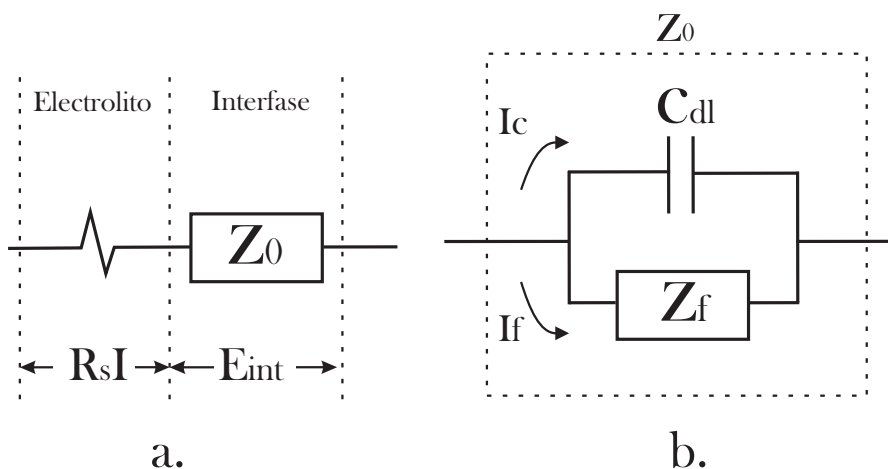 Electrolito
Interfase
Z0
RsI
Eint
a.
Z0
Ic
Cdl
If
Zf
b.